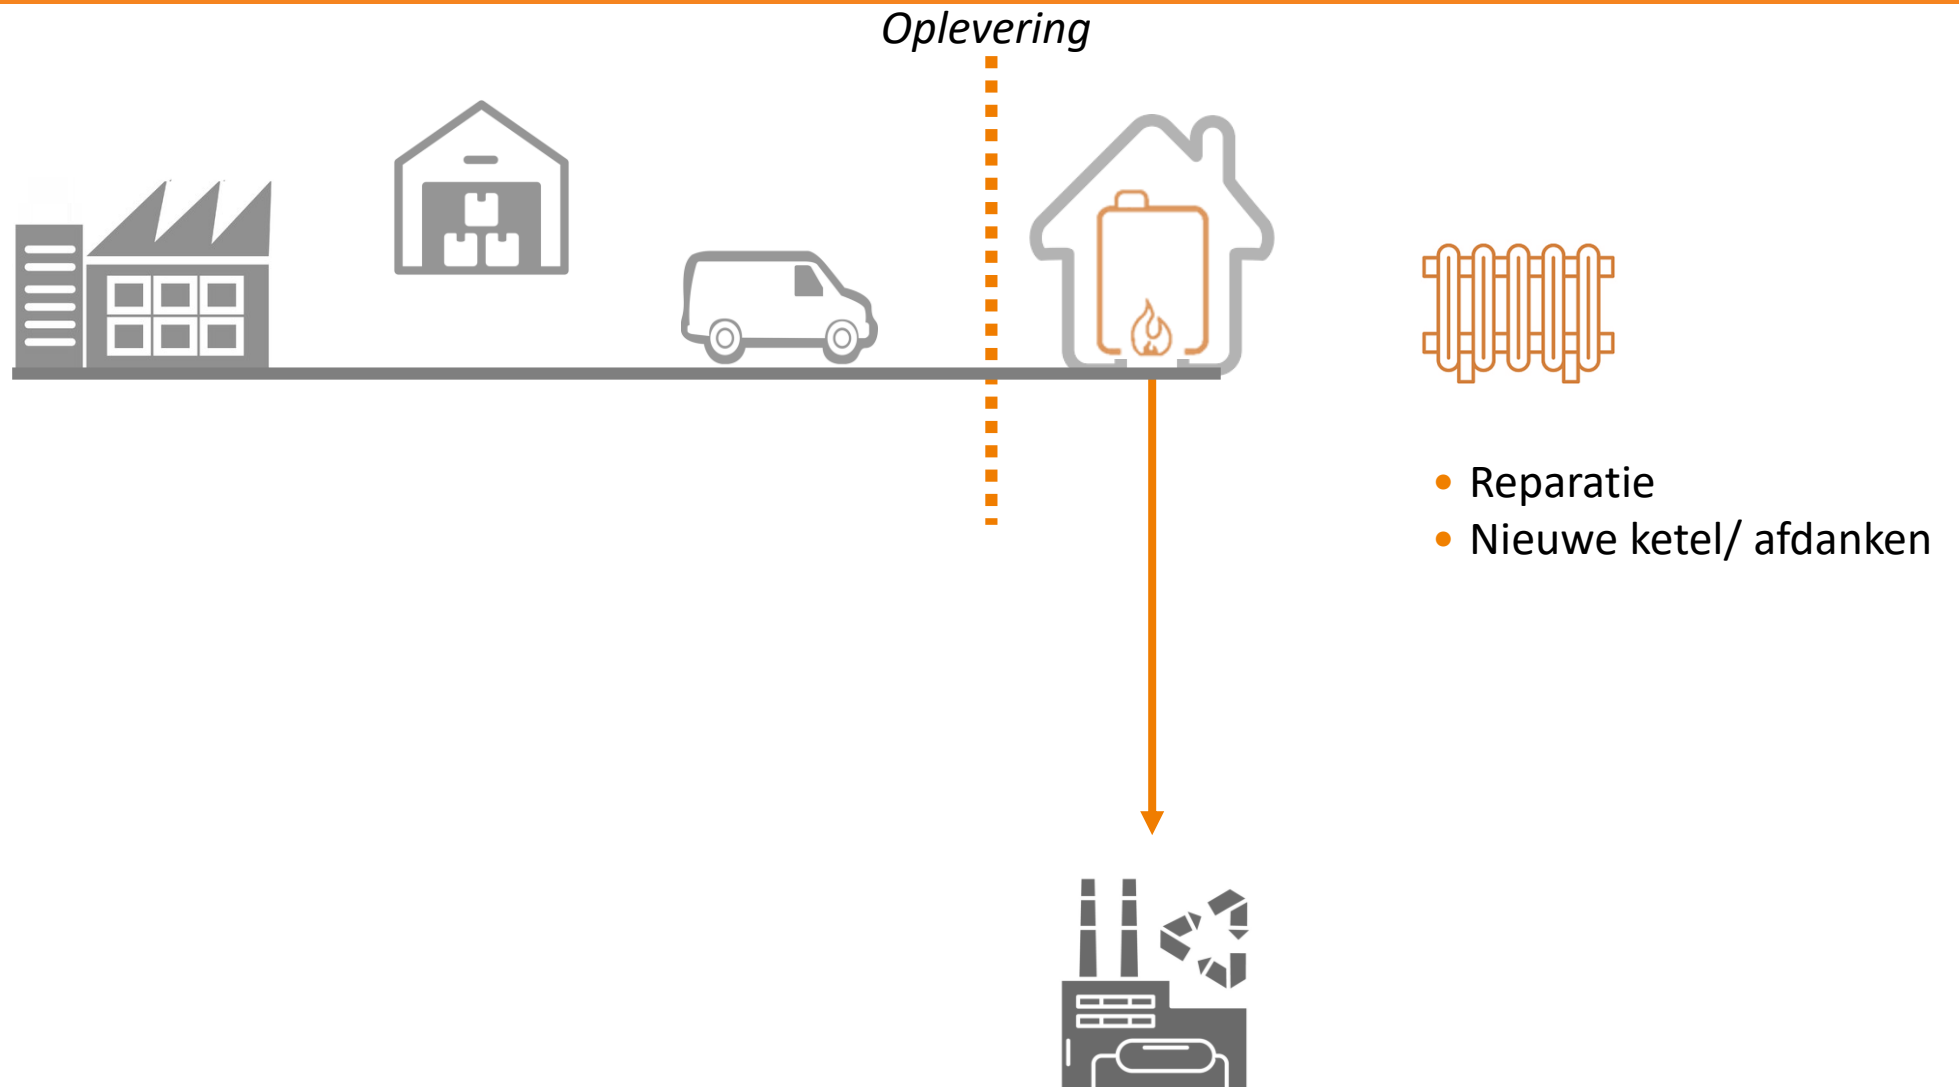 Oplevering
• Reparatie
• Nieuwe ketel/ afdanken